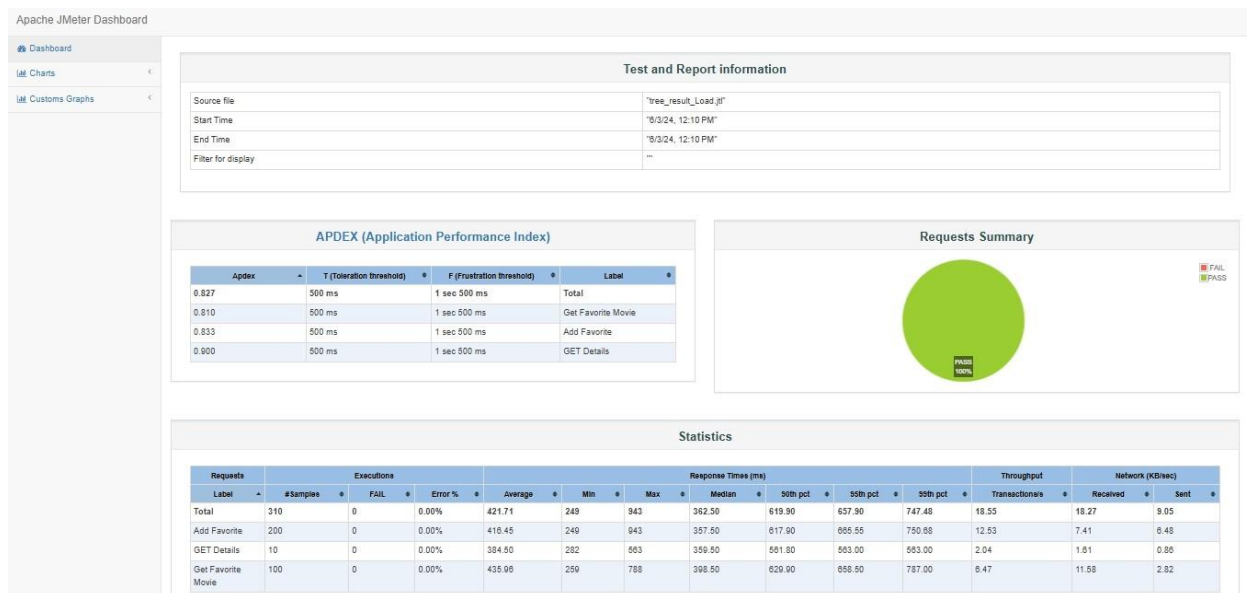 Apache JMeter Dashboard
Dashboard
Charts
Customs Graphs
Test and Report information
Source file "tree_result_Load.jtl"
Start Time "6/3/24, 12:10 PM"
End Time "6/3/24, 12:10 PM"
Filter for display ""
APDEX (Application Performance Index)
Apdex T (Toleration threshold) F (Frustration threshold) Label
0.827 500 ms 1 sec 500 ms Total
0.810 500 ms 1 sec 500 ms Get Favorite Movie
0.833 500 ms 1 sec 500 ms Add Favorite
0.900 500 ms 1 sec 500 ms GET Details
Requests Summary
FAIL
PASS
PASS
100%
Statistics
Requests Executions Response Times (ms) Throughput Network (KB/sec)
Label #Samples FAIL Error % Average Min Max Median 90th pct 95th pct 99th pct Transactions/s Received Sent
Total 310 0 0.00% 421.71 249 943 362.50 619.90 657.90 747.48 18.55 18.27 9.05
Add Favorite 200 0 0.00% 416.45 249 943 357.50 617.90 665.55 750.68 12.53 7.41 6.48
GET Details 10 0 0.00% 384.50 282 563 359.50 561.80 563.00 563.00 2.04 1.61 0.86
Get Favorite 100 0 0.00% 435.96 259 788 398.50 629.90 658.50 787.00 6.47 11.58 2.82
Movie